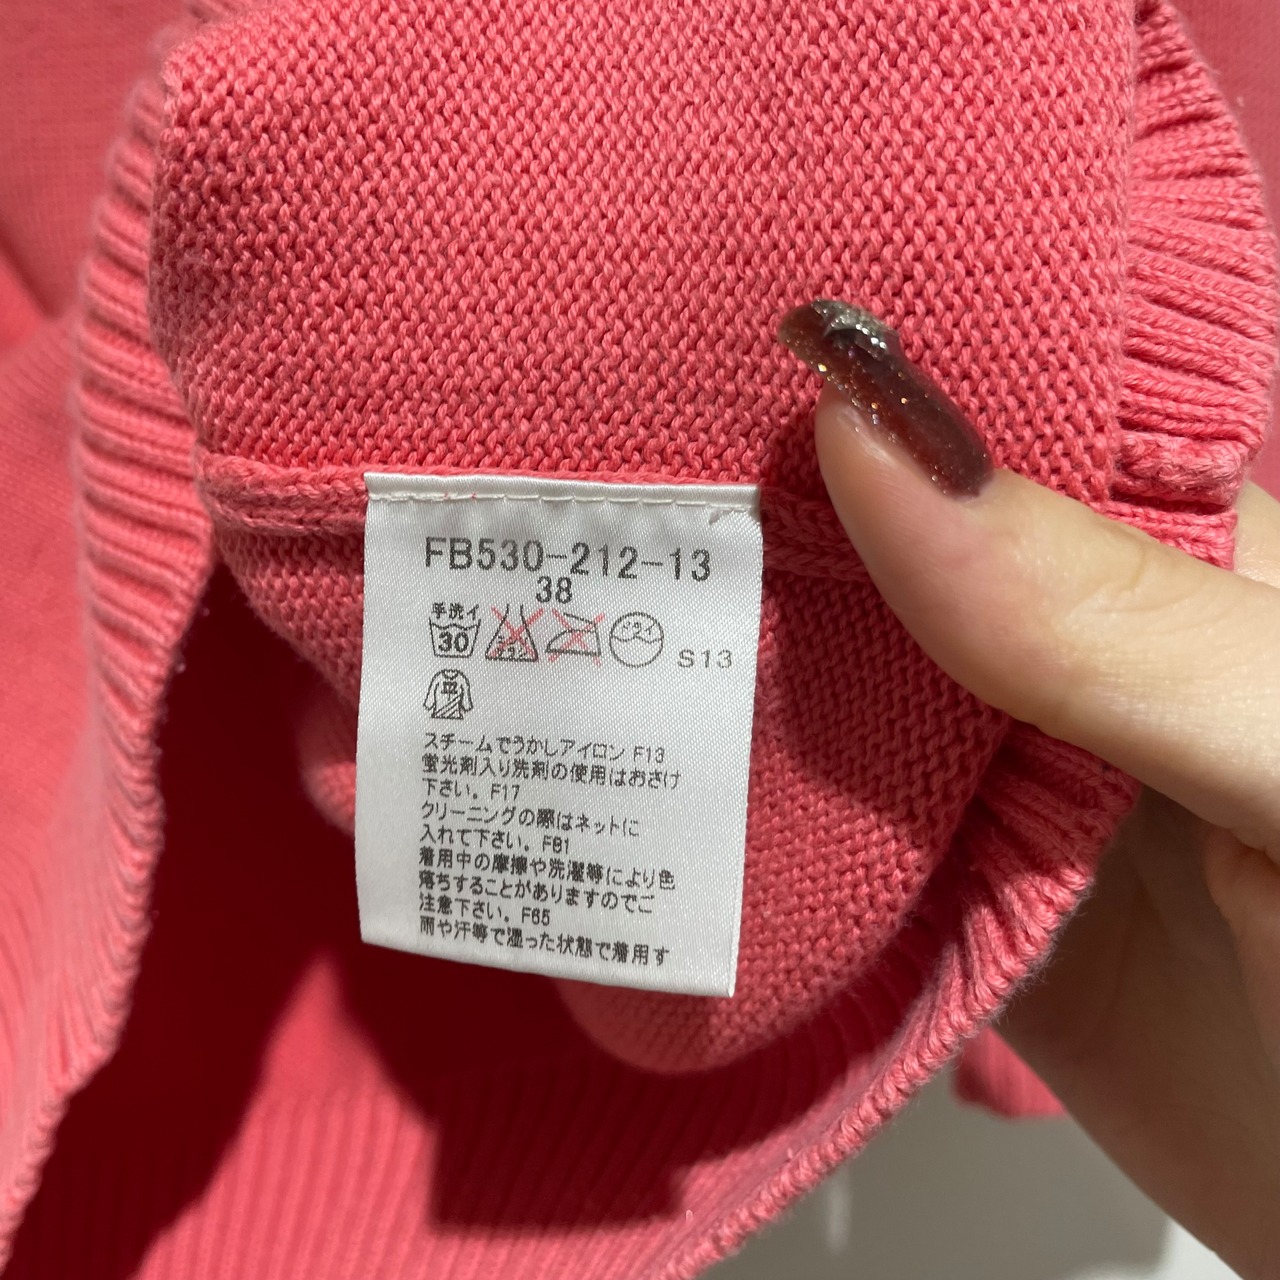 FB530-212-13
38
手洗イ
30
ドライ
S13
平
スチームでうかしアイロン F13
蛍光剤入り洗剤の使用はおさけ
下さい。F17
クリーニングの際はネットに
入れて下さい。F81
着用中の摩擦や洗濯等により色
落ちすることがありますのでご
注意下さい。F65
雨や汗等で湿った状態で着用す